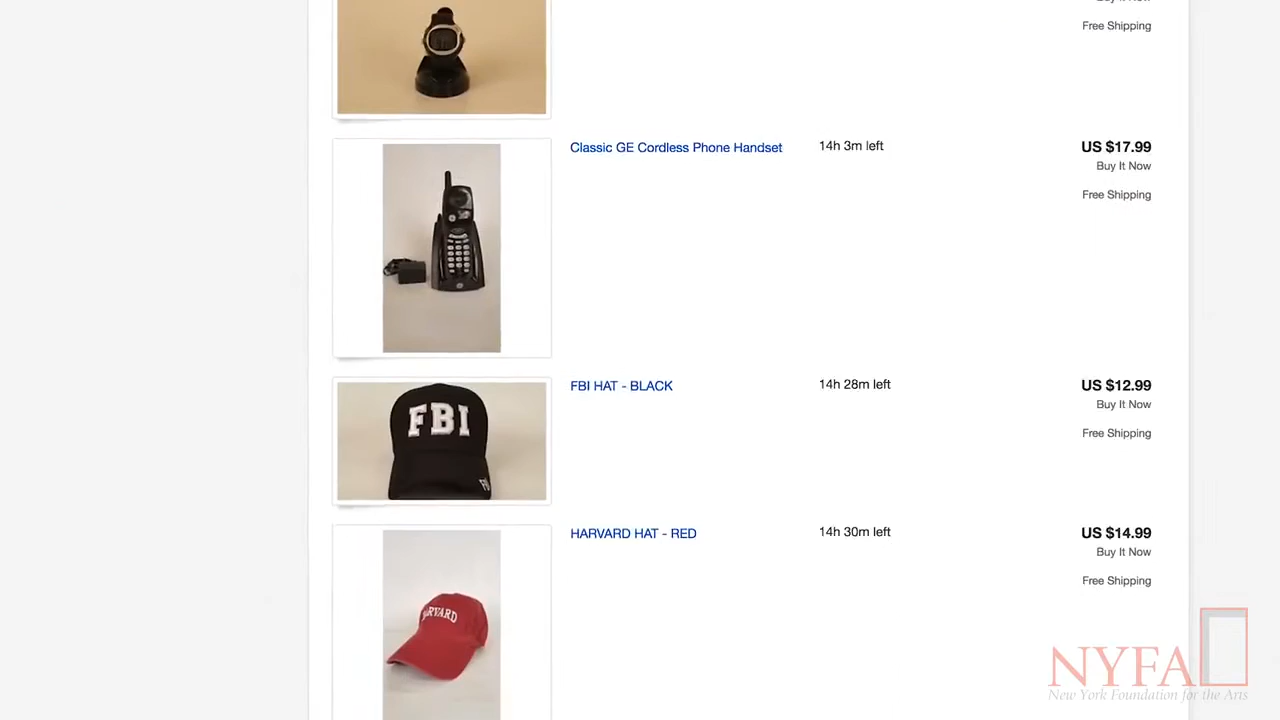 Free Shipping
Classic GE Cordless Phone Handset
14h 3m left
US $17.99
Buy It Now
Free Shipping
FBI
FBI HAT - BLACK
14h 28m left
US $12.99
Buy It Now
Free Shipping
HARVARD
HARVARD HAT - RED
14h 30m left
US $14.99
Buy It Now
Free Shipping
NYFA
New York Foundation for the Arts